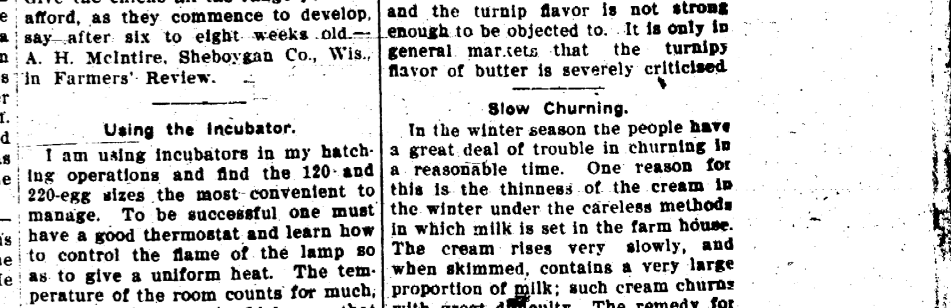 afford, as they commence to develop,
say after six to eight weeks old.—
A. H. McIntire, Sheboygan Co., Wis.,
in Farmers' Review.
Using the Incubator.
I am using incubators in my hatch-
ing operations and find the 120- and
220-egg sizes the most convenient to
manage. To be successful one must
have a good thermostat and learn how
to control the flame of the lamp so
as to give a uniform heat. The tem-
perature of the room counts for much,
and the turnip flavor is not strong
enough to be objected to. It is only in
general markets that the turnipy
flavor of butter is severely criticised
Slow Churning.
In the winter season the people have
a great deal of trouble in churning in
a reasonable time. One reason for
this is the thinness of the cream in
the winter under the careless methods
in which milk is set in the farm house.
The cream rises very slowly, and
when skimmed, contains a very large
proportion of milk; such cream churns
with great difficulty. The remedy for